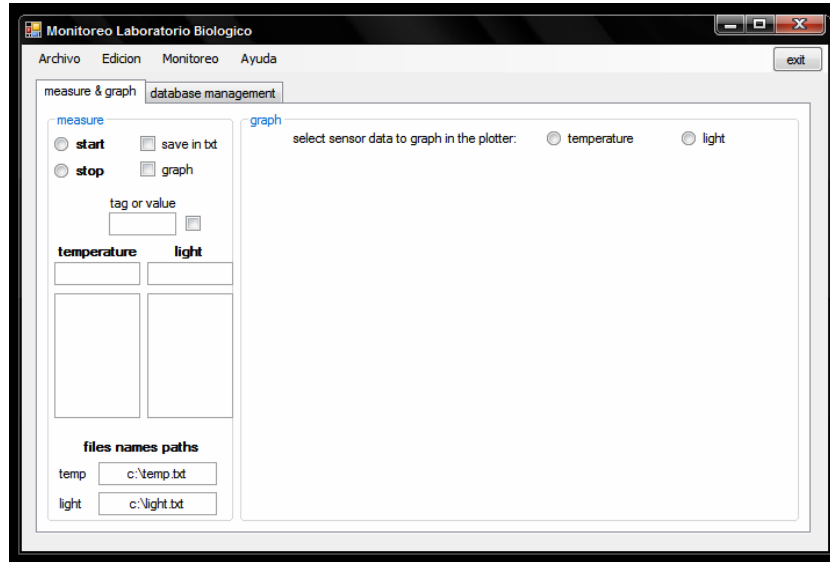 Monitoreo Laboratorio Biologico
Archivo Edicion Monitoreo Ayuda exit
measure & graph database management
measure
graph
select sensor data to graph in the plotter: temperature light
start save in txt
stop graph
tag or value
temperature light
files names paths
temp c:\temp.txt
light c:\light.txt